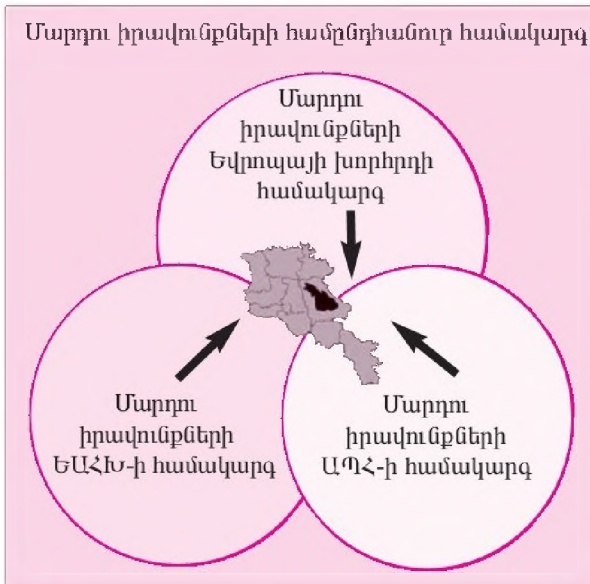 Մարդու իրավունքների համընդհանուր համակարգ
Մարդու
իրավունքների
Եվրոպայի խորհրդի
համակարգ
Մարդու
իրավունքների
ԵԱՀԽ-ի համակարգ
Մարդու
իրավունքների
ԱՊՀ-ի համակարգ